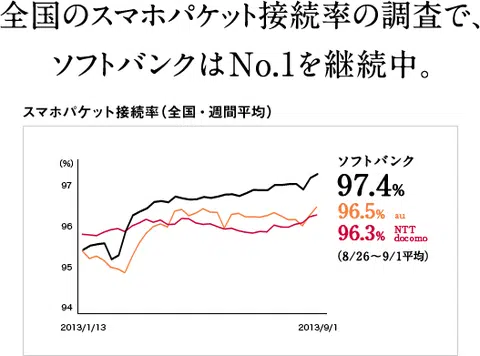 全国のスマホパケット接続率の調査で、
ソフトバンクはNo.1を継続中。
スマホパケット接続率（全国・週間平均）
(%)
97
96
95
94
2013/1/13
2013/9/1
ソフトバンク
97.4%
96.5% au
96.3% NTT docomo
（8/26～9/1平均）